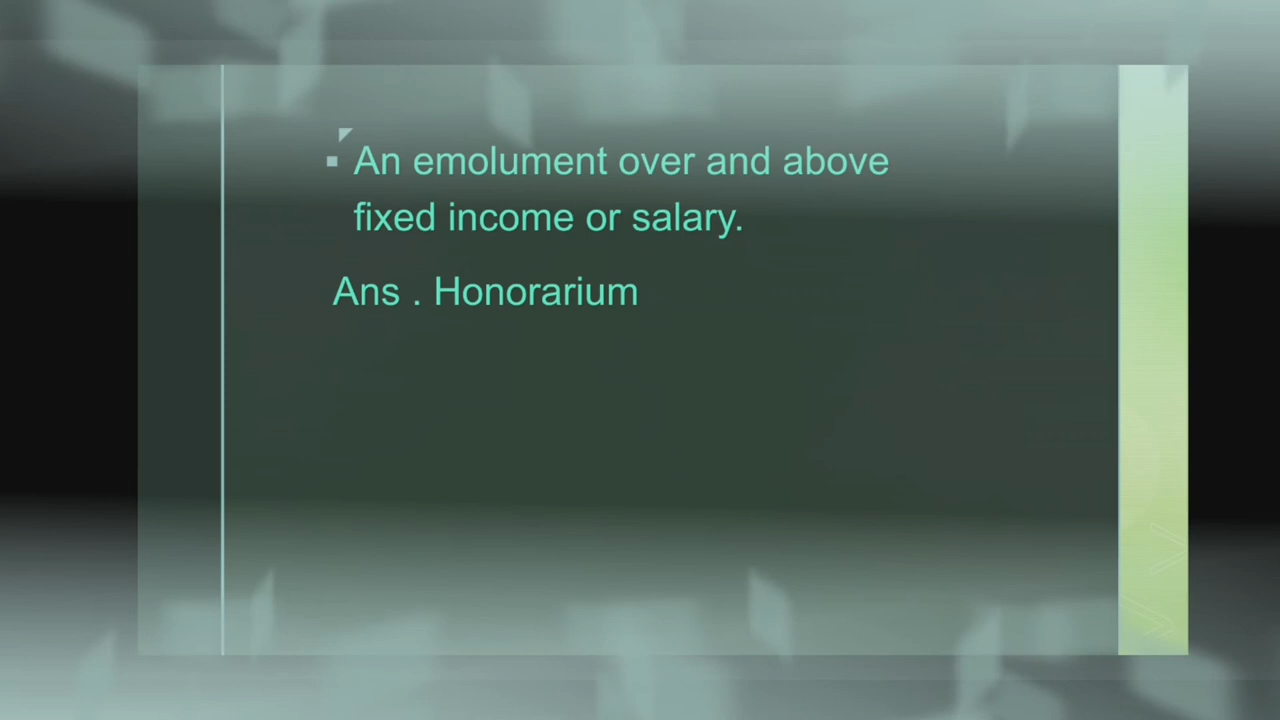 ▪ An emolument over and above
fixed income or salary.
Ans . Honorarium